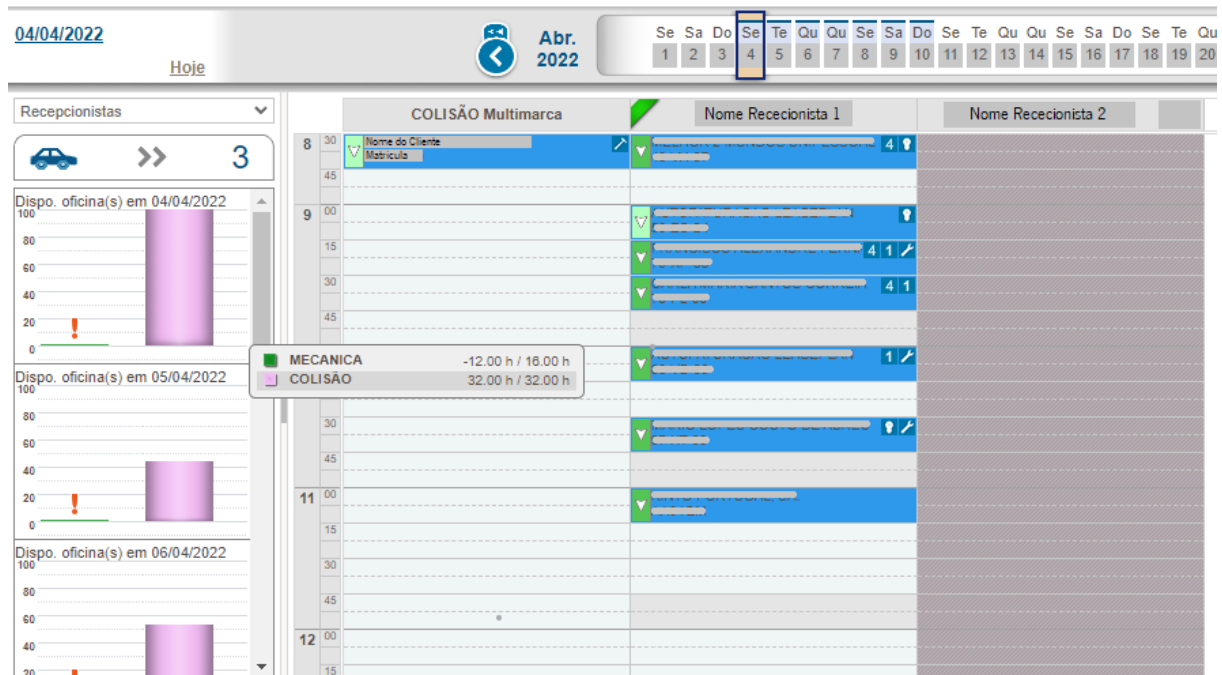 04/04/2022
Hoje
Abr.
2022
Se Sa Do Se Te Qu Qu Se Sa Do Se Te Qu Qu Se Sa Do Se Te Qu
1 2 3 4 5 6 7 8 9 10 11 12 13 14 15 16 17 18 19 20
Recepcionistas
3
COLISÃO Multimarca
Nome Rececionista 1
Nome Rececionista 2
Dispo. oficina(s) em 04/04/2022
100
80
60
40
20
0
Dispo. oficina(s) em 05/04/2022
100
80
60
40
20
0
Dispo. oficina(s) em 06/04/2022
100
80
60
40
20
MECANICA -12.00 h / 16.00 h
COLISÃO 32.00 h / 32.00 h
8 30
Nome do Cliente
Matrícula
4
45
9 00
15
4 1
30
4 1
45
1
30
45
11 00
15
30
45
12 00
15